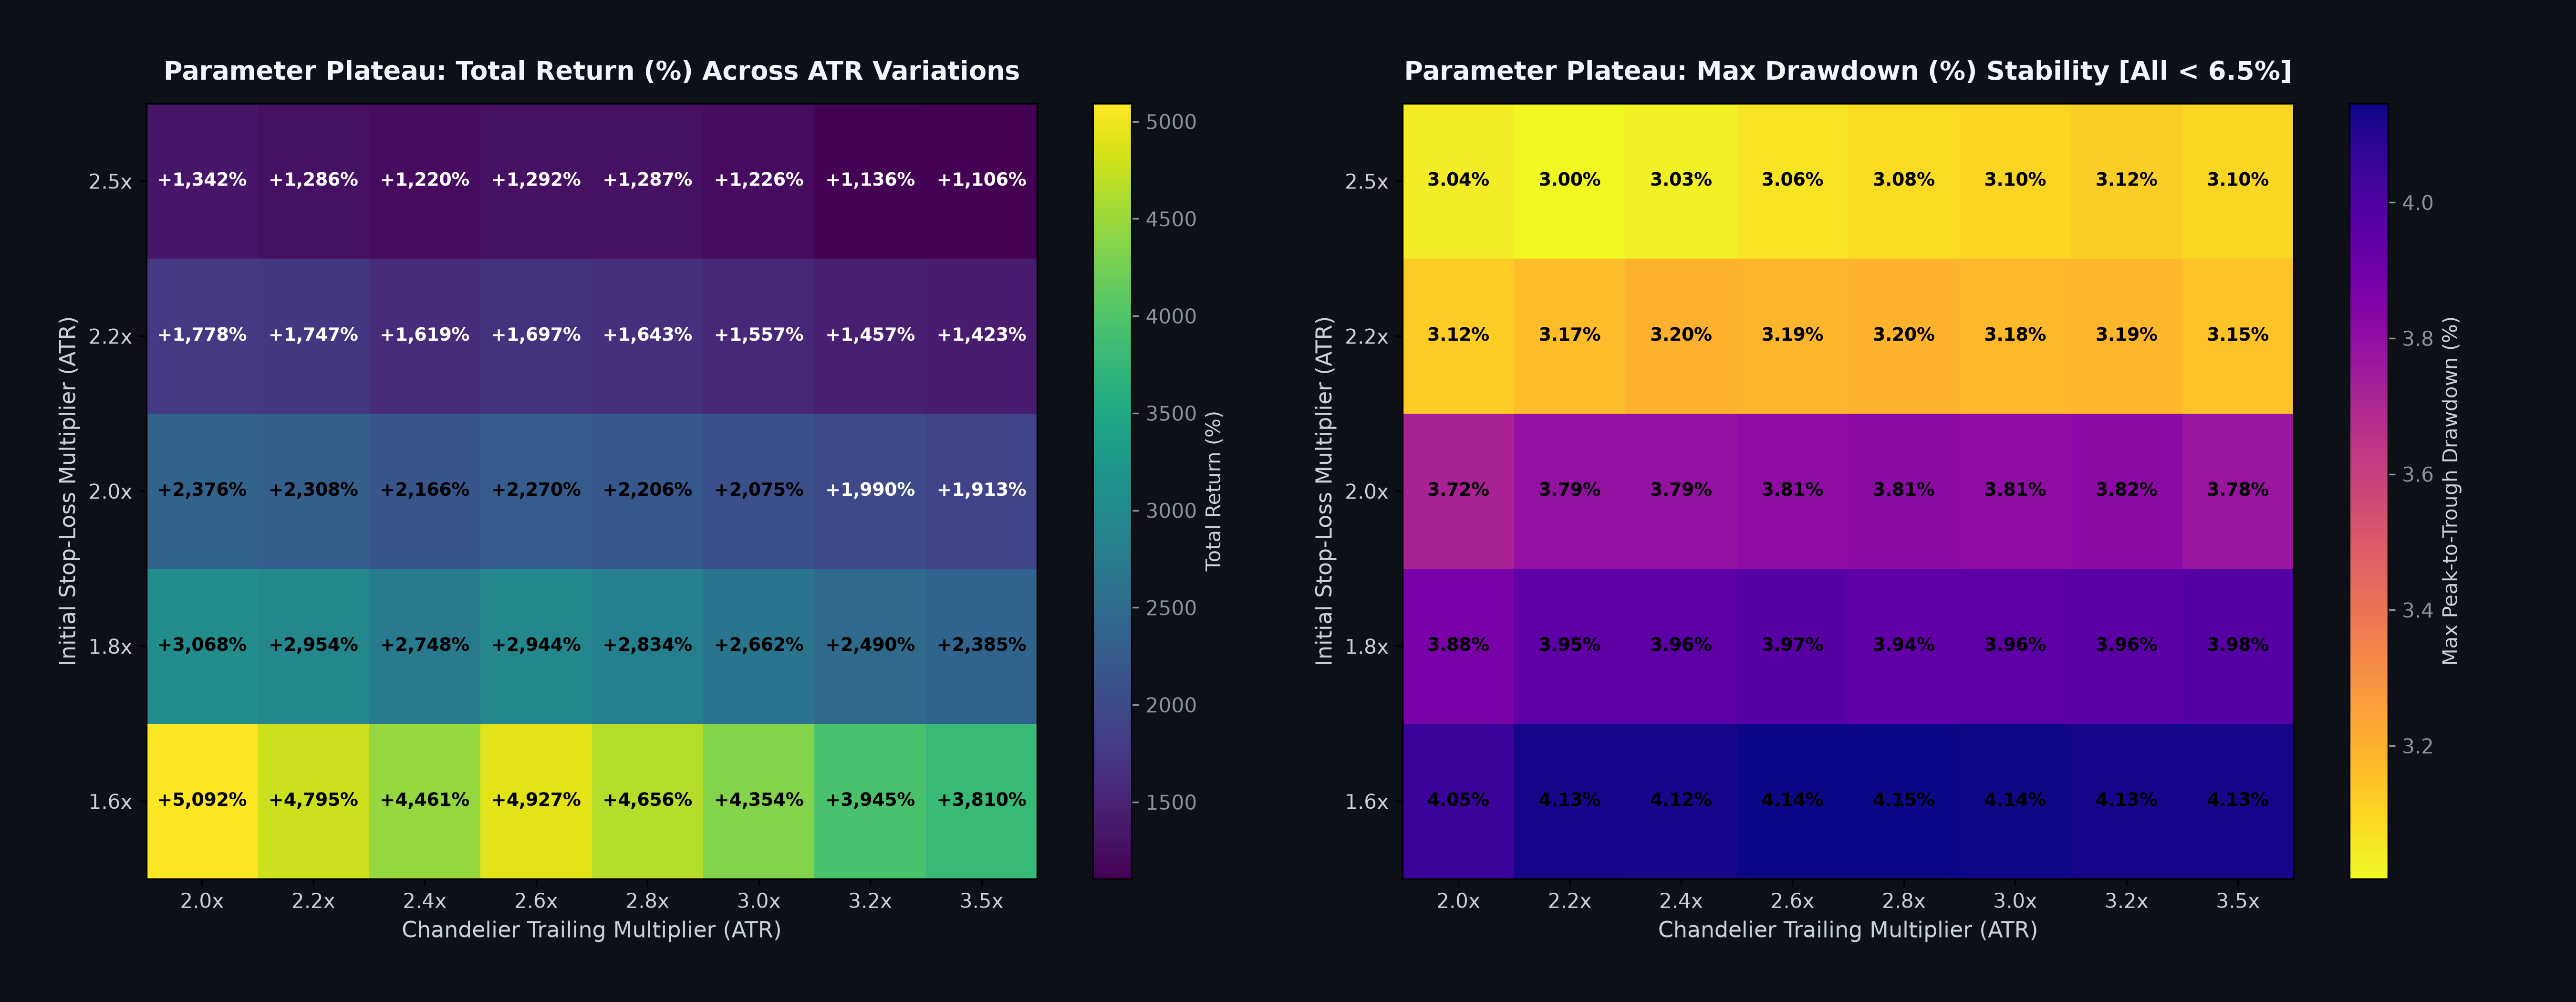 Parameter Plateau: Total Return (%) Across ATR Variations
Initial Stop-Loss Multiplier (ATR)
2.5x +1,342% +1,286% +1,220% +1,292% +1,287% +1,226% +1,136% +1,106%
2.2x +1,778% +1,747% +1,619% +1,697% +1,643% +1,557% +1,457% +1,423%
2.0x +2,376% +2,308% +2,166% +2,270% +2,206% +2,075% +1,990% +1,913%
1.8x +3,068% +2,954% +2,748% +2,944% +2,834% +2,662% +2,490% +2,385%
1.6x +5,092% +4,795% +4,461% +4,927% +4,656% +4,354% +3,945% +3,810%
2.0x 2.2x 2.4x 2.6x 2.8x 3.0x 3.2x 3.5x
Chandelier Trailing Multiplier (ATR)
5000
4500
4000
3500
3000
2500
2000
1500
Total Return (%)
Parameter Plateau: Max Drawdown (%) Stability [All < 6.5%]
Initial Stop-Loss Multiplier (ATR)
2.5x 3.04% 3.00% 3.03% 3.06% 3.08% 3.10% 3.12% 3.10%
2.2x 3.12% 3.17% 3.20% 3.19% 3.20% 3.18% 3.19% 3.15%
2.0x 3.72% 3.79% 3.79% 3.81% 3.81% 3.81% 3.82% 3.78%
1.8x 3.88% 3.95% 3.96% 3.97% 3.94% 3.96% 3.96% 3.98%
1.6x 4.05% 4.13% 4.12% 4.14% 4.15% 4.14% 4.13% 4.13%
2.0x 2.2x 2.4x 2.6x 2.8x 3.0x 3.2x 3.5x
Chandelier Trailing Multiplier (ATR)
4.0
3.8
3.6
3.4
3.2
Max Peak-to-Trough Drawdown (%)